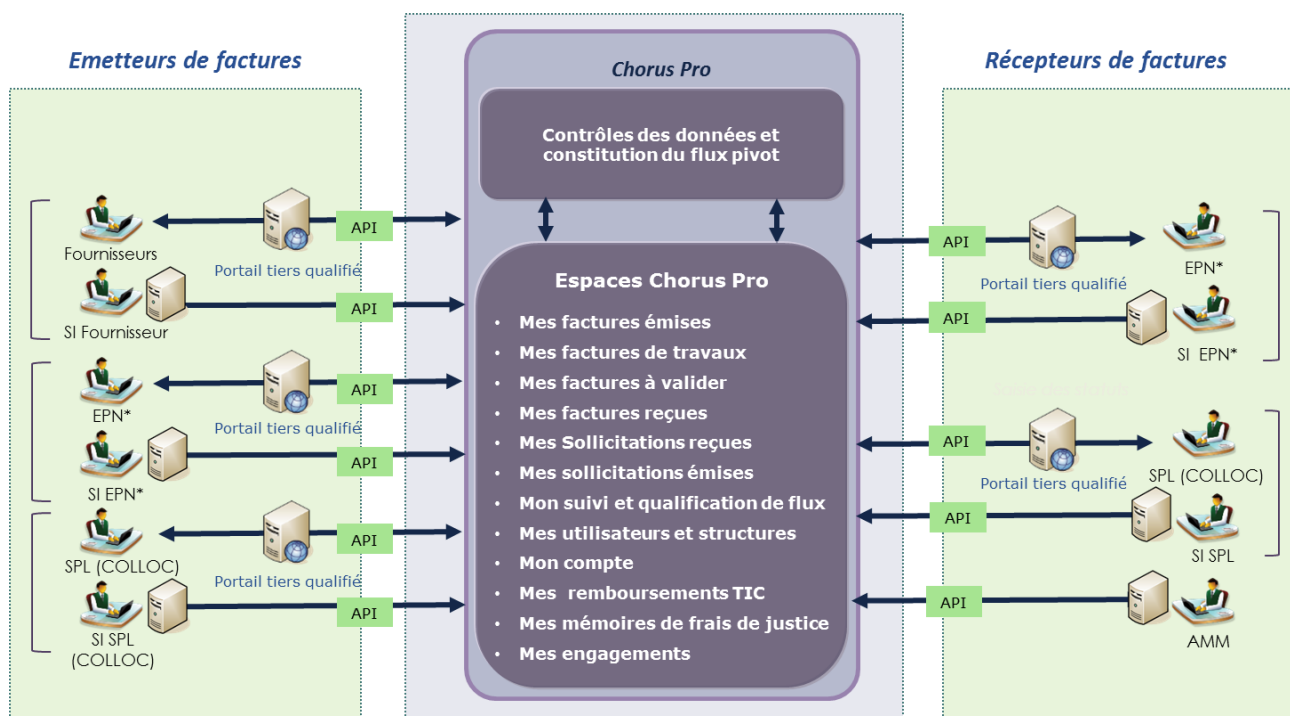 Emetteurs de factures
Fournisseurs
API
Portail tiers qualifié
SI Fournisseur
API
EPN*
API
Portail tiers qualifié
SI EPN*
API
SPL (COLLOC)
API
Portail tiers qualifié
SI SPL
(COLLOC)
API
Chorus Pro
Contrôles des données et
constitution du flux pivot
Espaces Chorus Pro
• Mes factures émises
• Mes factures de travaux
• Mes factures à valider
• Mes factures reçues
• Mes Sollicitations reçues
• Mes sollicitations émises
• Mon suivi et qualification de flux
• Mes utilisateurs et structures
• Mon compte
• Mes remboursements TIC
• Mes mémoires de frais de justice
• Mes engagements
Récepteurs de factures
API
Portail tiers qualifié
EPN*
API
SI EPN*
API
Portail tiers qualifié
SPL (COLLOC)
API
SI SPL
API
AMM